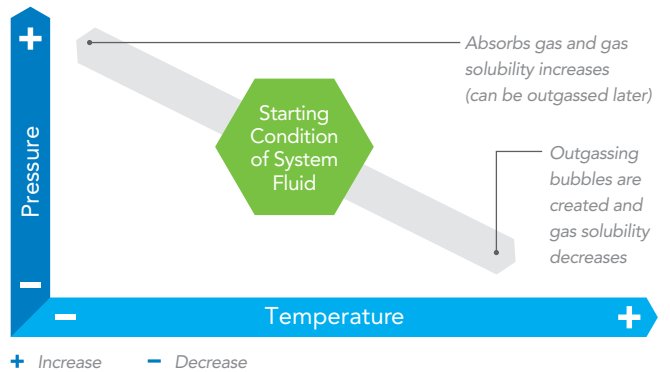 +
Absorbs gas and gas
solubility increases
(can be outgassed later)
Starting
Condition
of System
Fluid
Outgassing
bubbles are
created and
gas solubility
decreases
Pressure
−
− Temperature +
+ Increase − Decrease